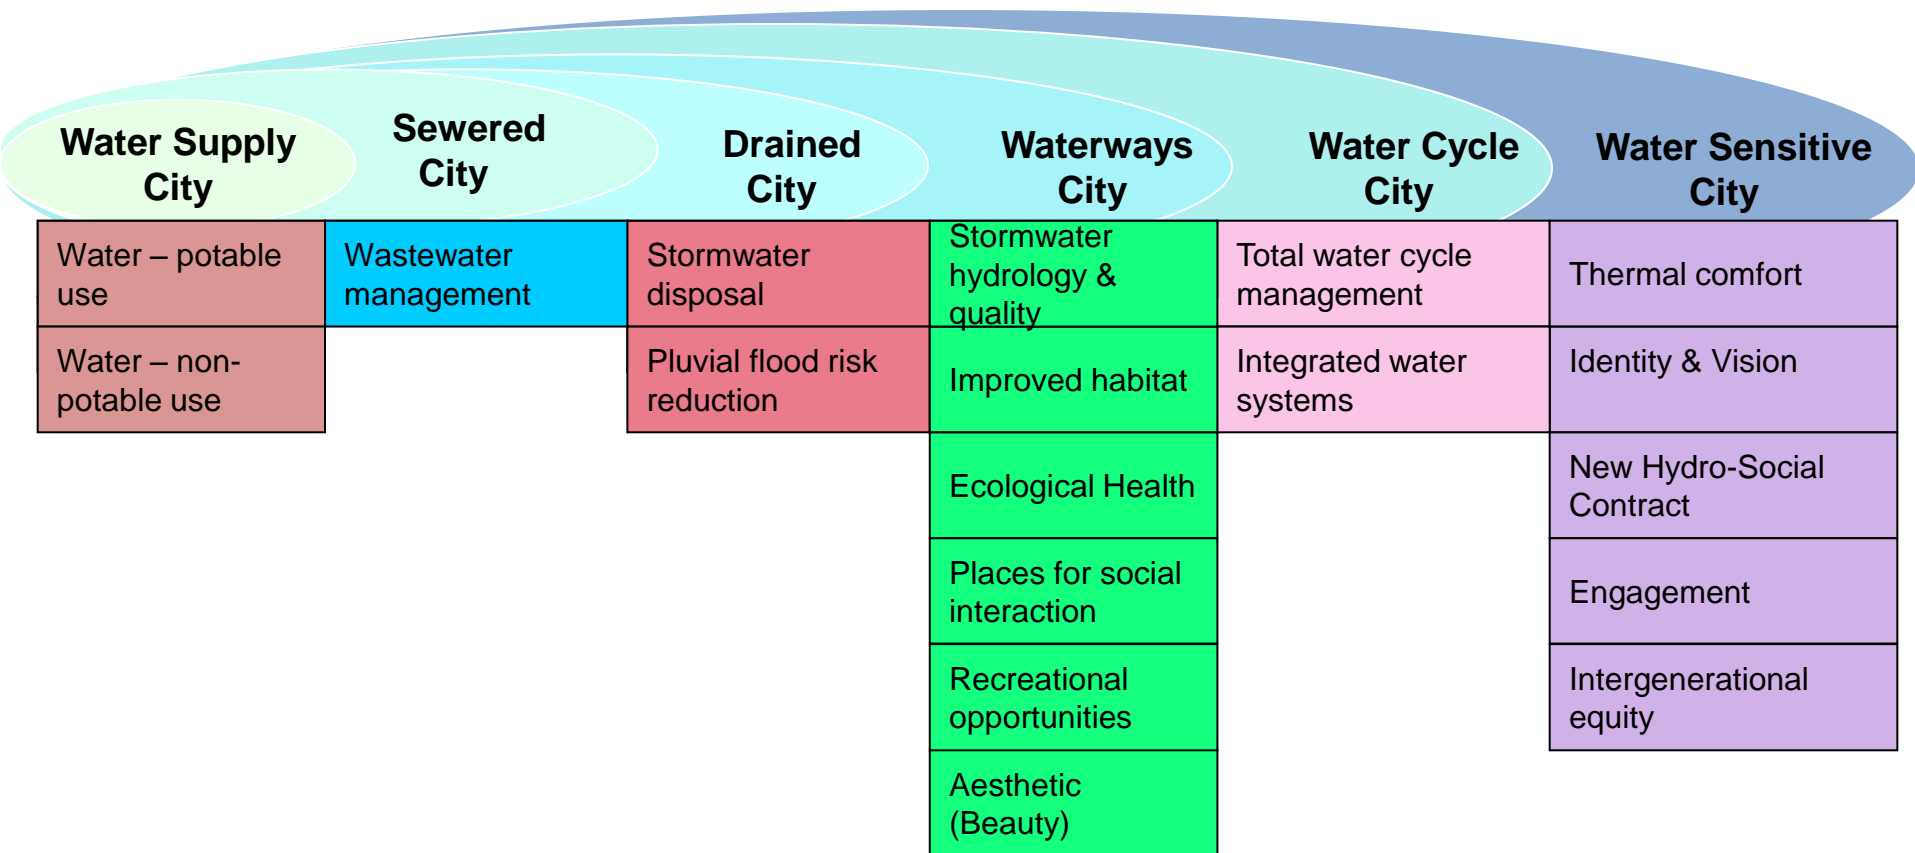 Water Supply
City
Sewered
City
Drained
City
Waterways
City
Water Cycle
City
Water Sensitive
City
Water – potable
use
Wastewater
management
Stormwater
disposal
Stormwater
hydrology &
quality
Total water cycle
management
Thermal comfort
Water – non-
potable use
Pluvial flood risk
reduction
Improved habitat
Integrated water
systems
Identity & Vision
Ecological Health
New Hydro-Social
Contract
Places for social
interaction
Engagement
Recreational
opportunities
Intergenerational
equity
Aesthetic
(Beauty)